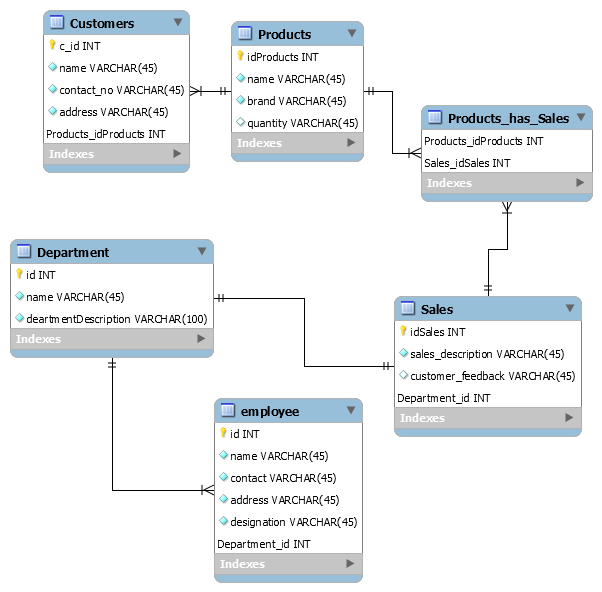 Customers
c_id INT
name VARCHAR(45)
contact_no VARCHAR(45)
address VARCHAR(45)
Products_idProducts INT
Indexes
Products
idProducts INT
name VARCHAR(45)
brand VARCHAR(45)
quantity VARCHAR(45)
Indexes
Products_has_Sales
Products_idProducts INT
Sales_idSales INT
Indexes
Department
id INT
name VARCHAR(45)
deartmentDescription VARCHAR(100)
Indexes
Sales
idSales INT
sales_description VARCHAR(45)
customer_feedback VARCHAR(45)
Department_id INT
Indexes
employee
id INT
name VARCHAR(45)
contact VARCHAR(45)
address VARCHAR(45)
designation VARCHAR(45)
Department_id INT
Indexes